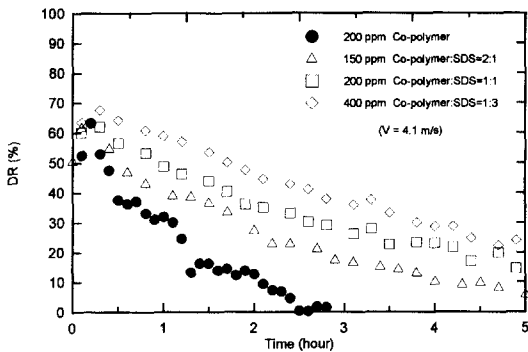 100
90
80
70
60
50
40
30
20
10
0
DR (%)
200 ppm Co-polymer
150 ppm Co-polymer:SDS=2:1
200 ppm Co-polymer:SDS=1:1
400 ppm Co-polymer:SDS=1:3
(V = 4.1 m/s)
0 1 2 3 4 5
Time (hour)